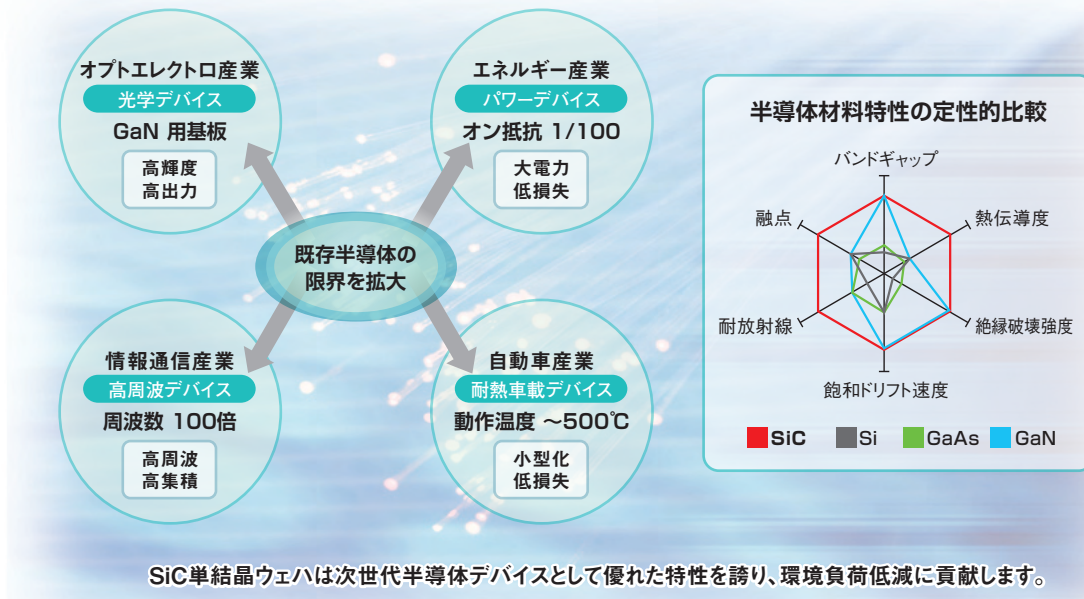 オプトエレクトロ産業
光学デバイス
GaN 用基板
高輝度
高出力
エネルギー産業
パワーデバイス
オン抵抗 1/100
大電力
低損失
既存半導体の
限界を拡大
情報通信産業
高周波デバイス
周波数 100倍
高周波
高集積
自動車産業
耐熱車載デバイス
動作温度 ～500℃
小型化
低損失
半導体材料特性の定性的比較
バンドギャップ
融点
熱伝導度
耐放射線
絶縁破壊強度
飽和ドリフト速度
SiC Si GaAs GaN
SiC単結晶ウェハは次世代半導体デバイスとして優れた特性を誇り、環境負荷低減に貢献します。